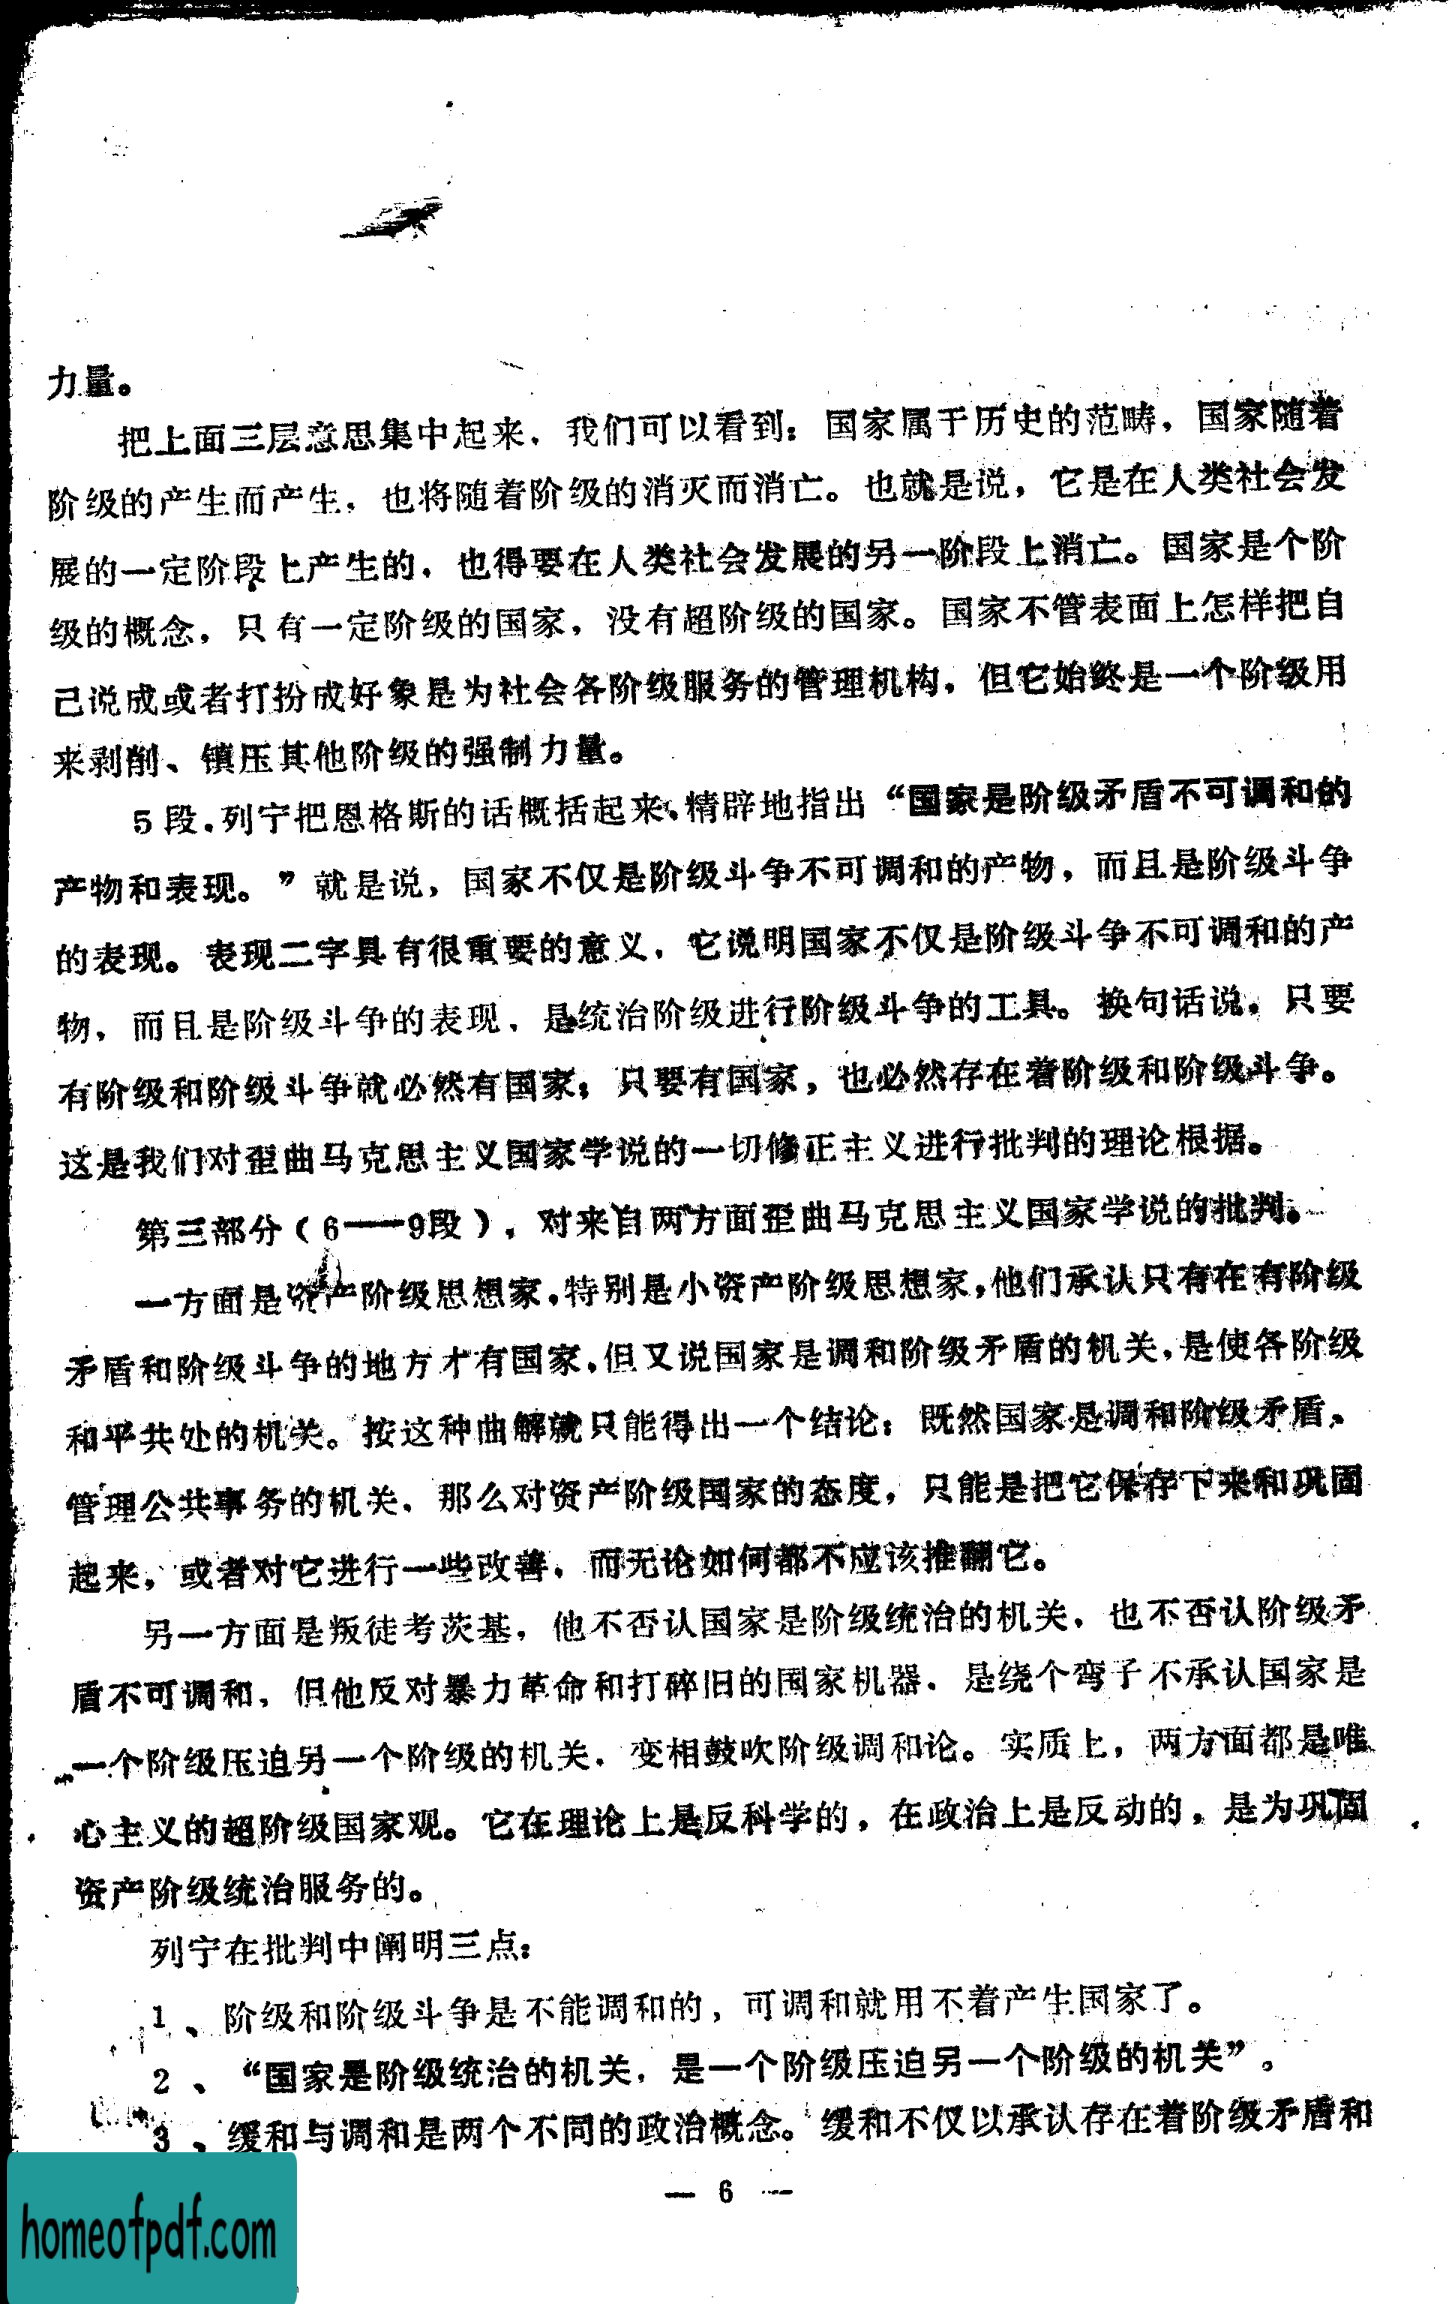 力量。
把上面三层意思集中起来，我们可以看到：国家属于历史的范畴，国家随着
阶级的产生而产生，也将随着阶级的消灭而消亡。也就是说，它是在人类社会发
展的一定阶段上产生的，也得要在人类社会发展的另一阶段上消亡。国家是个阶
级的概念，只有一定阶级的国家，没有超阶级的国家。国家不管表面上怎样把自
己说成或者打扮成好象是为社会各阶级服务的管理机构，但它始终是一个阶级用
来剥削、镇压其他阶级的强制力量。
5段，列宁把恩格斯的话概括起来，精辟地指出“国家是阶级矛盾不可调和的
产物和表现。”就是说，国家不仅是阶级斗争不可调和的产物，而且是阶级斗争
的表现。表现二字具有很重要的意义，它说明国家不仅是阶级斗争不可调和的产
物，而且是阶级斗争的表现，是统治阶级进行阶级斗争的工具。换句话说，只要
有阶级和阶级斗争就必然有国家；只要有国家，也必然存在着阶级和阶级斗争。
这是我们对歪曲马克思主义国家学说的一切修正主义进行批判的理论根据。
第三部分（6——9段），对来自两方面歪曲马克思主义国家学说的批判。
一方面是资产阶级思想家，特别是小资产阶级思想家，他们承认只有在有阶级
矛盾和阶级斗争的地方才有国家，但又说国家是调和阶级矛盾的机关，是使各阶级
和平共处的机关。按这种曲解就只能得出一个结论：既然国家是调和阶级矛盾、
管理公共事务的机关，那么对资产阶级国家的态度，只能是把它保存下来和巩固
起来，或者对它进行一些改善，而无论如何都不应该推翻它。
另一方面是叛徒考茨基，他不否认国家是阶级统治的机关，也不否认阶级矛
盾不可调和，但他反对暴力革命和打碎旧的国家机器，是绕个弯子不承认国家是
一个阶级压迫另一个阶级的机关，变相鼓吹阶级调和论。实质上，两方面都是唯
心主义的超阶级国家观。它在理论上是反科学的，在政治上是反动的，是为巩固
资产阶级统治服务的。
列宁在批判中阐明三点：
1、阶级和阶级斗争是不能调和的，可调和就用不着产生国家了。
2、“国家是阶级统治的机关，是一个阶级压迫另一个阶级的机关”。
3、缓和与调和是两个不同的政治概念。缓和不仅以承认存在着阶级矛盾和
— 6 —
homeofpdf.com